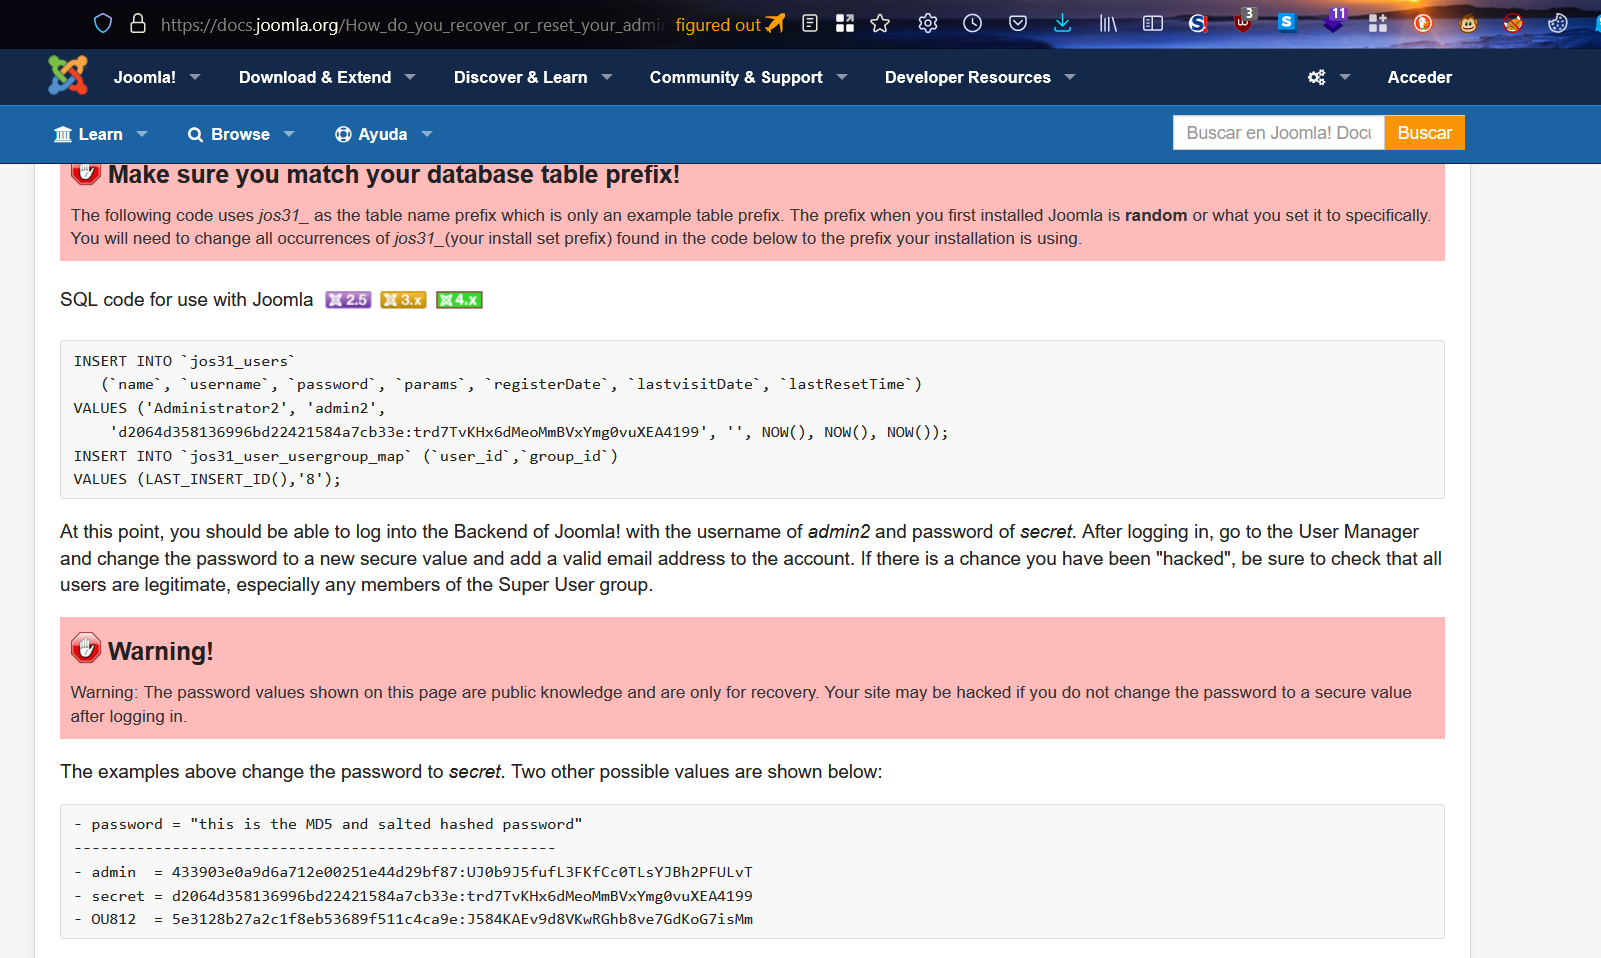 https://docs.joomla.org/How_do_you_recover_or_reset_your_admi
figured out
3
11
Joomla!
Download & Extend
Discover & Learn
Community & Support
Developer Resources
Acceder
Learn
Browse
Ayuda
Buscar en Joomla! Docu
Buscar
Make sure you match your database table prefix!
The following code uses jos31_ as the table name prefix which is only an example table prefix. The prefix when you first installed Joomla is random or what you set it to specifically.
You will need to change all occurrences of jos31_(your install set prefix) found in the code below to the prefix your installation is using.
SQL code for use with Joomla 2.5 3.x 4.x
INSERT INTO `jos31_users`
(`name`, `username`, `password`, `params`, `registerDate`, `lastvisitDate`, `lastResetTime`)
VALUES ('Administrator2', 'admin2',
'd2064d358136996bd22421584a7cb33e:trd7TvKHx6dMeoMmBVxYmg0vuXEA4199', '', NOW(), NOW(), NOW());
INSERT INTO `jos31_user_usergroup_map` (`user_id`,`group_id`)
VALUES (LAST_INSERT_ID(),'8');
At this point, you should be able to log into the Backend of Joomla! with the username of admin2 and password of secret. After logging in, go to the User Manager
and change the password to a new secure value and add a valid email address to the account. If there is a chance you have been "hacked", be sure to check that all
users are legitimate, especially any members of the Super User group.
Warning!
Warning: The password values shown on this page are public knowledge and are only for recovery. Your site may be hacked if you do not change the password to a secure value
after logging in.
The examples above change the password to secret. Two other possible values are shown below:
- password = "this is the MD5 and salted hashed password"
------------------------------------------------------
- admin  = 433903e0a9d6a712e00251e44d29bf87:UJ0b9J5fufL3FKfCc0TLsYJBh2PFULvT
- secret = d2064d358136996bd22421584a7cb33e:trd7TvKHx6dMeoMmBVxYmg0vuXEA4199
- OU812  = 5e3128b27a2c1f8eb53689f511c4ca9e:J584KAEv9d8VKwRGhb8ve7GdKoG7isMm